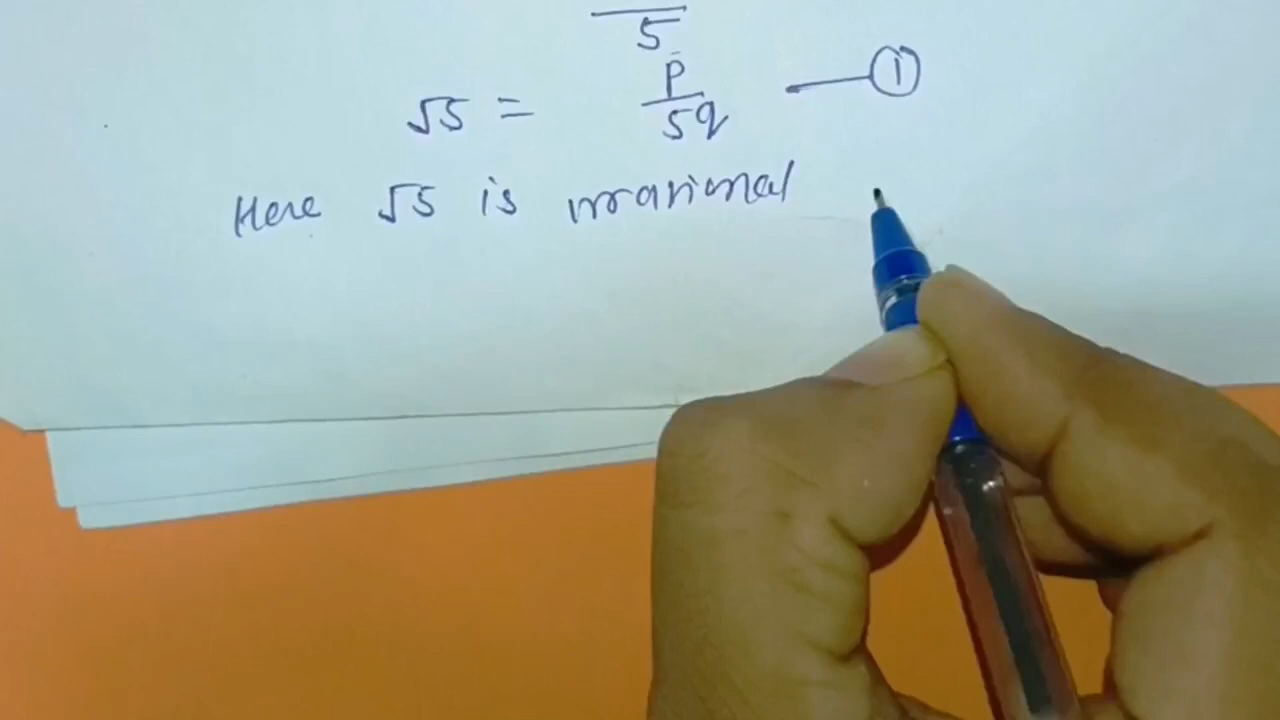 5
√5 = p/5q —①
Here √5 is irrational